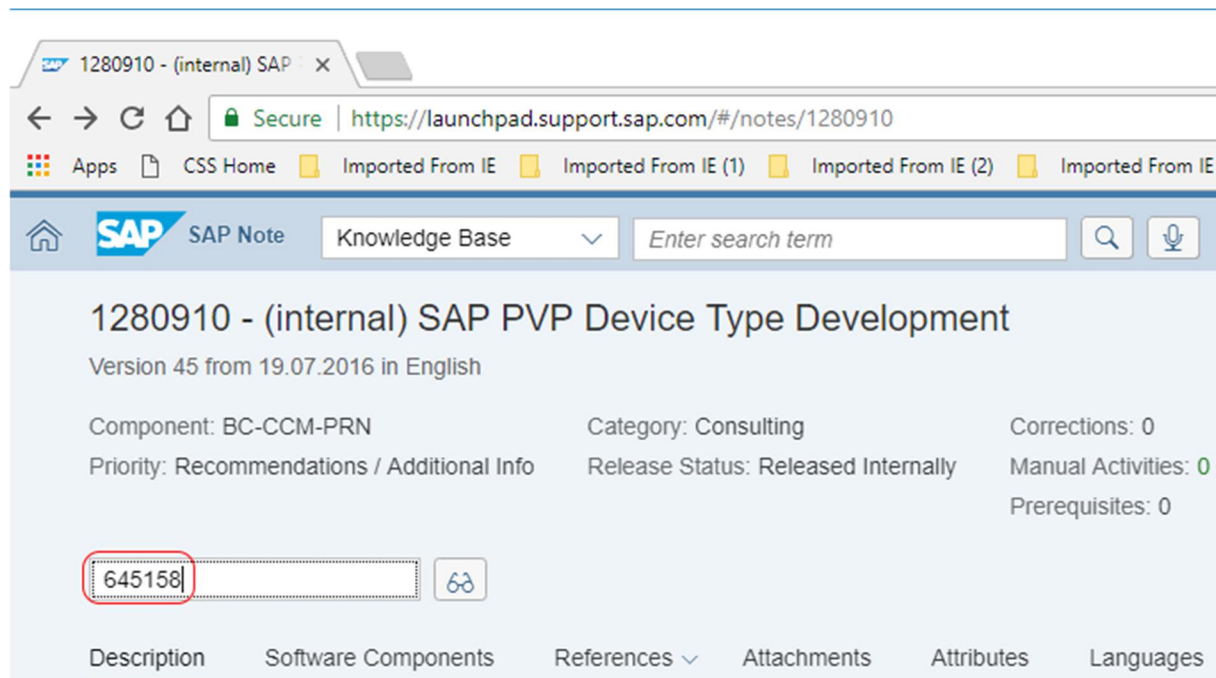 1280910 - (internal) SAP
Secure | https://launchpad.support.sap.com/#/notes/1280910
Apps CSS Home Imported From IE Imported From IE (1) Imported From IE (2) Imported From IE
SAP SAP Note Knowledge Base Enter search term
1280910 - (internal) SAP PVP Device Type Development
Version 45 from 19.07.2016 in English
Component: BC-CCM-PRN Category: Consulting Corrections: 0
Priority: Recommendations / Additional Info Release Status: Released Internally Manual Activities: 0
Prerequisites: 0
645158
Description Software Components References Attachments Attributes Languages